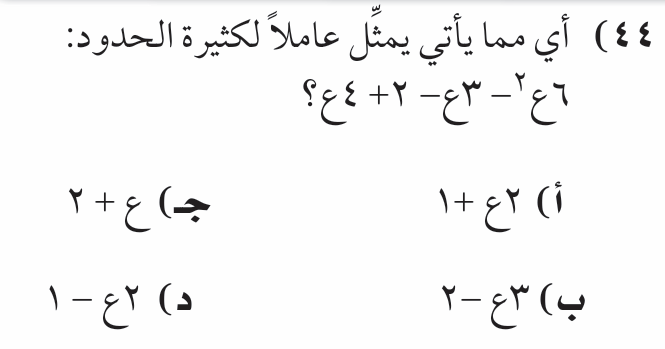 ٤٤) أي مما يأتي يمثِّل عاملاً لكثيرة الحدود:
٦ع٢ – ٣ع – ٢ + ٤ع؟
أ) ٢ع + ١ جـ) ع + ٢
ب) ٣ع – ٢ د) ٢ع – ١